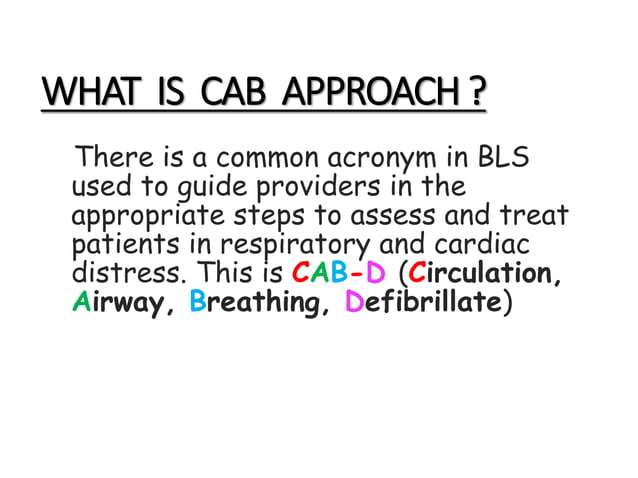 WHAT IS CAB APPROACH ?
There is a common acronym in BLS
used to guide providers in the
appropriate steps to assess and treat
patients in respiratory and cardiac
distress. This is CAB-D (Circulation,
Airway, Breathing, Defibrillate)